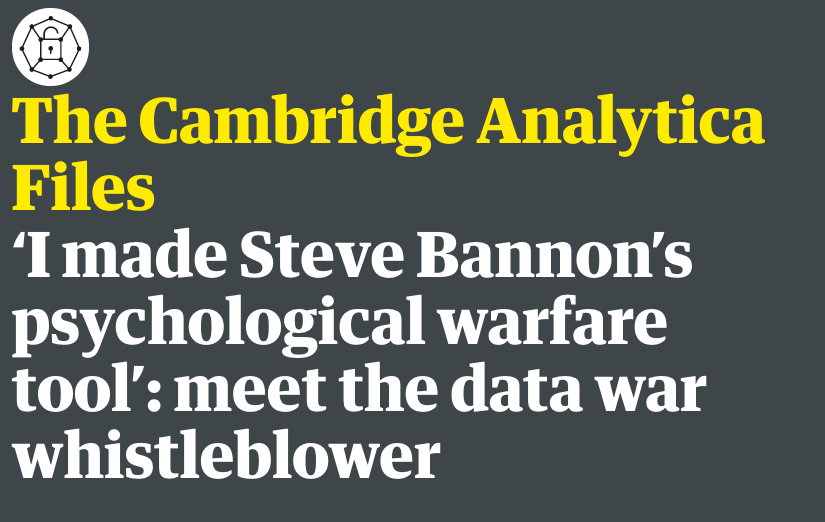 The Cambridge Analytica
Files
‘I made Steve Bannon’s
psychological warfare
tool’: meet the data war
whistleblower